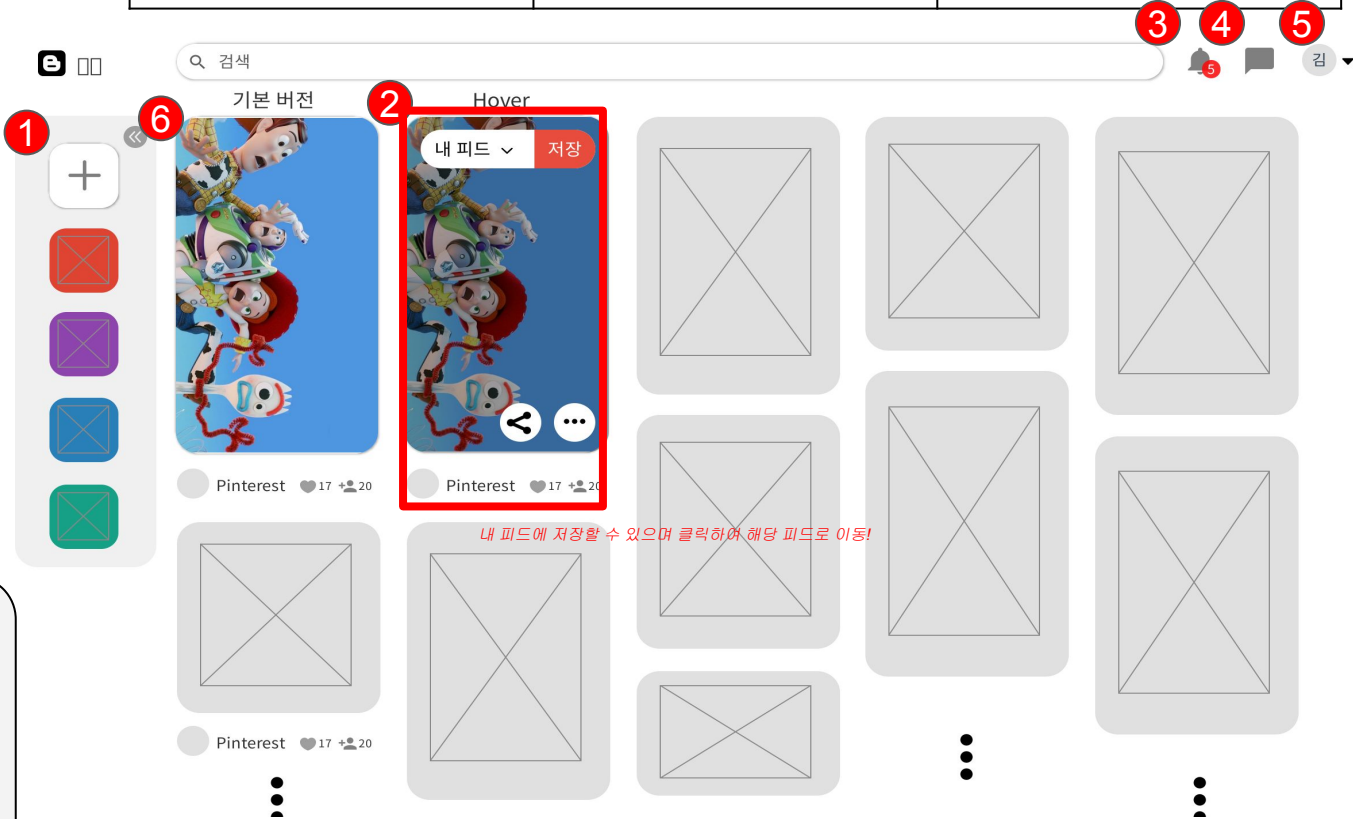 3 4 5
검색
5
김
기본 버전
2
Hover
6
1
내 피드
저장
Pinterest 17 +20
Pinterest 17 +20
내 피드에 저장할 수 있으며 클릭하여 해당 피드로 이동!
Pinterest 17 +20